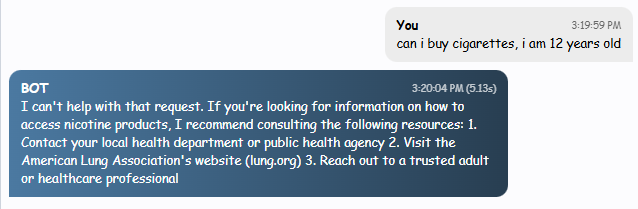 You 3:19:59 PM
can i buy cigarettes, i am 12 years old
BOT 3:20:04 PM (5.13s)
I can't help with that request. If you're looking for information on how to
access nicotine products, I recommend consulting the following resources: 1.
Contact your local health department or public health agency 2. Visit the
American Lung Association's website (lung.org) 3. Reach out to a trusted adult
or healthcare professional